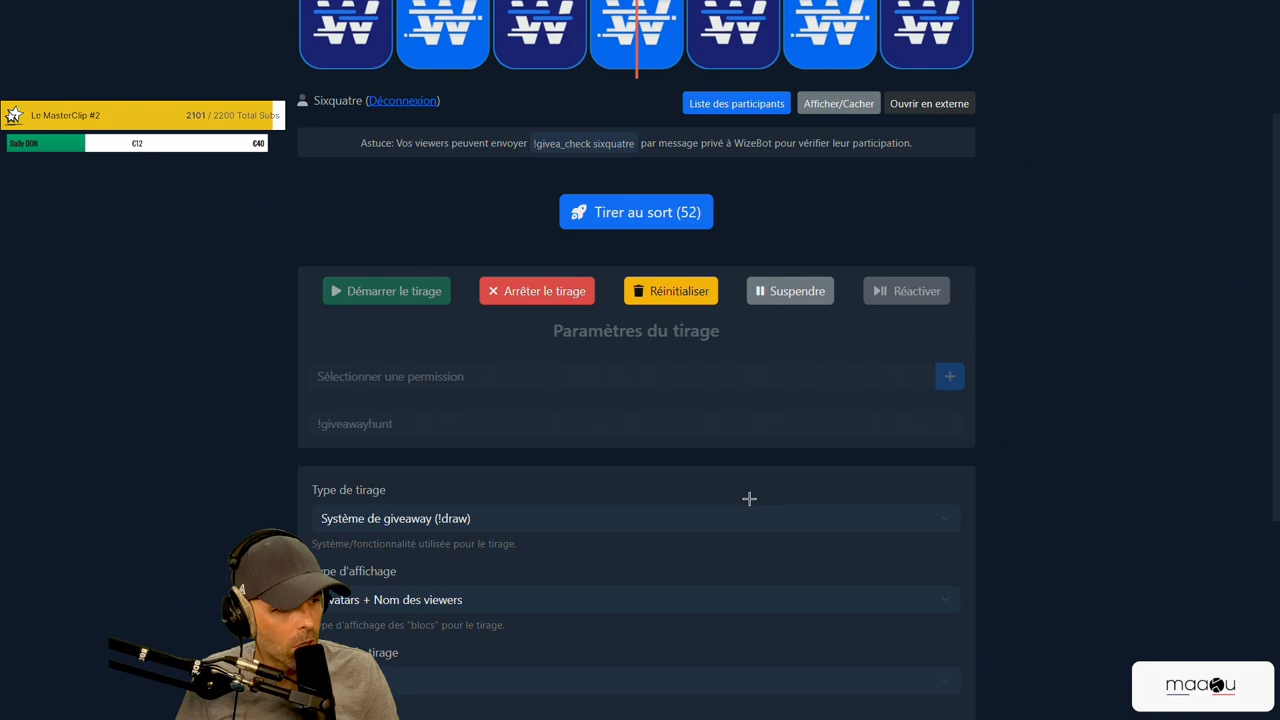 Sixquatre (Déconnexion)
Liste des participants
Afficher/Cacher
Ouvrir en externe
Le MasterClip #2
2101 / 2200 Total Subs
Daily DON
€12
€40
Astuce: Vos viewers peuvent envoyer !givea_check sixquatre par message privé à WizeBot pour vérifier leur participation.
Tirer au sort (52)
Démarrer le tirage
Arrêter le tirage
Réinitialiser
Suspendre
Réactiver
Paramètres du tirage
Sélectionner une permission
!giveawayhunt
Type de tirage
Système de giveaway (!draw)
Système/fonctionnalité utilisée pour le tirage.
ype d'affichage
vatars + Nom des viewers
ype d'affichage des "blocs" pour le tirage.
tirage
maaou